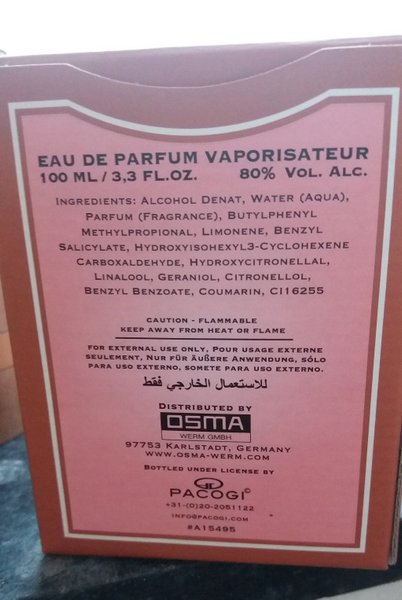 EAU DE PARFUM VAPORISATEUR
100 ML / 3,3 FL.OZ. 80% VOL. ALC.
INGREDIENTS: ALCOHOL DENAT, WATER (AQUA),
PARFUM (FRAGRANCE), BUTYLPHENYL
METHYLPROPIONAL, LIMONENE, BENZYL
SALICYLATE, HYDROXYISOHEXYL3-CYCLOHEXENE
CARBOXALDEHYDE, HYDROXYCITRONELLAL,
LINALOOL, GERANIOL, CITRONELLOL,
BENZYL BENZOATE, COUMARIN, CI16255
CAUTION - FLAMMABLE
KEEP AWAY FROM HEAT OR FLAME
FOR EXTERNAL USE ONLY, POUR USAGE EXTERNE
SEULEMENT, NUR FÜR ÄUßERE ANWENDUNG, SÓLO
PARA USO EXTERNO, SOMETE PARA USO EXTERNO.
للاستعمال الخارجي فقط
DISTRIBUTED BY
OSMA
WERM GMBH
97753 KARLSTADT, GERMANY
WWW.OSMA-WERM.COM
BOTTLED UNDER LICENSE BY
PACOGI©
+31-(0)20-2051122
INFO@PACOGI.COM
#A15495